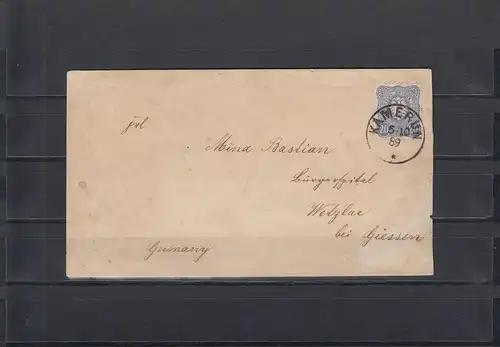 KAMERUN
89
*
Frl
Mina Bastian
Bürgerspital
Wetzlar
bei Giessen
Germany